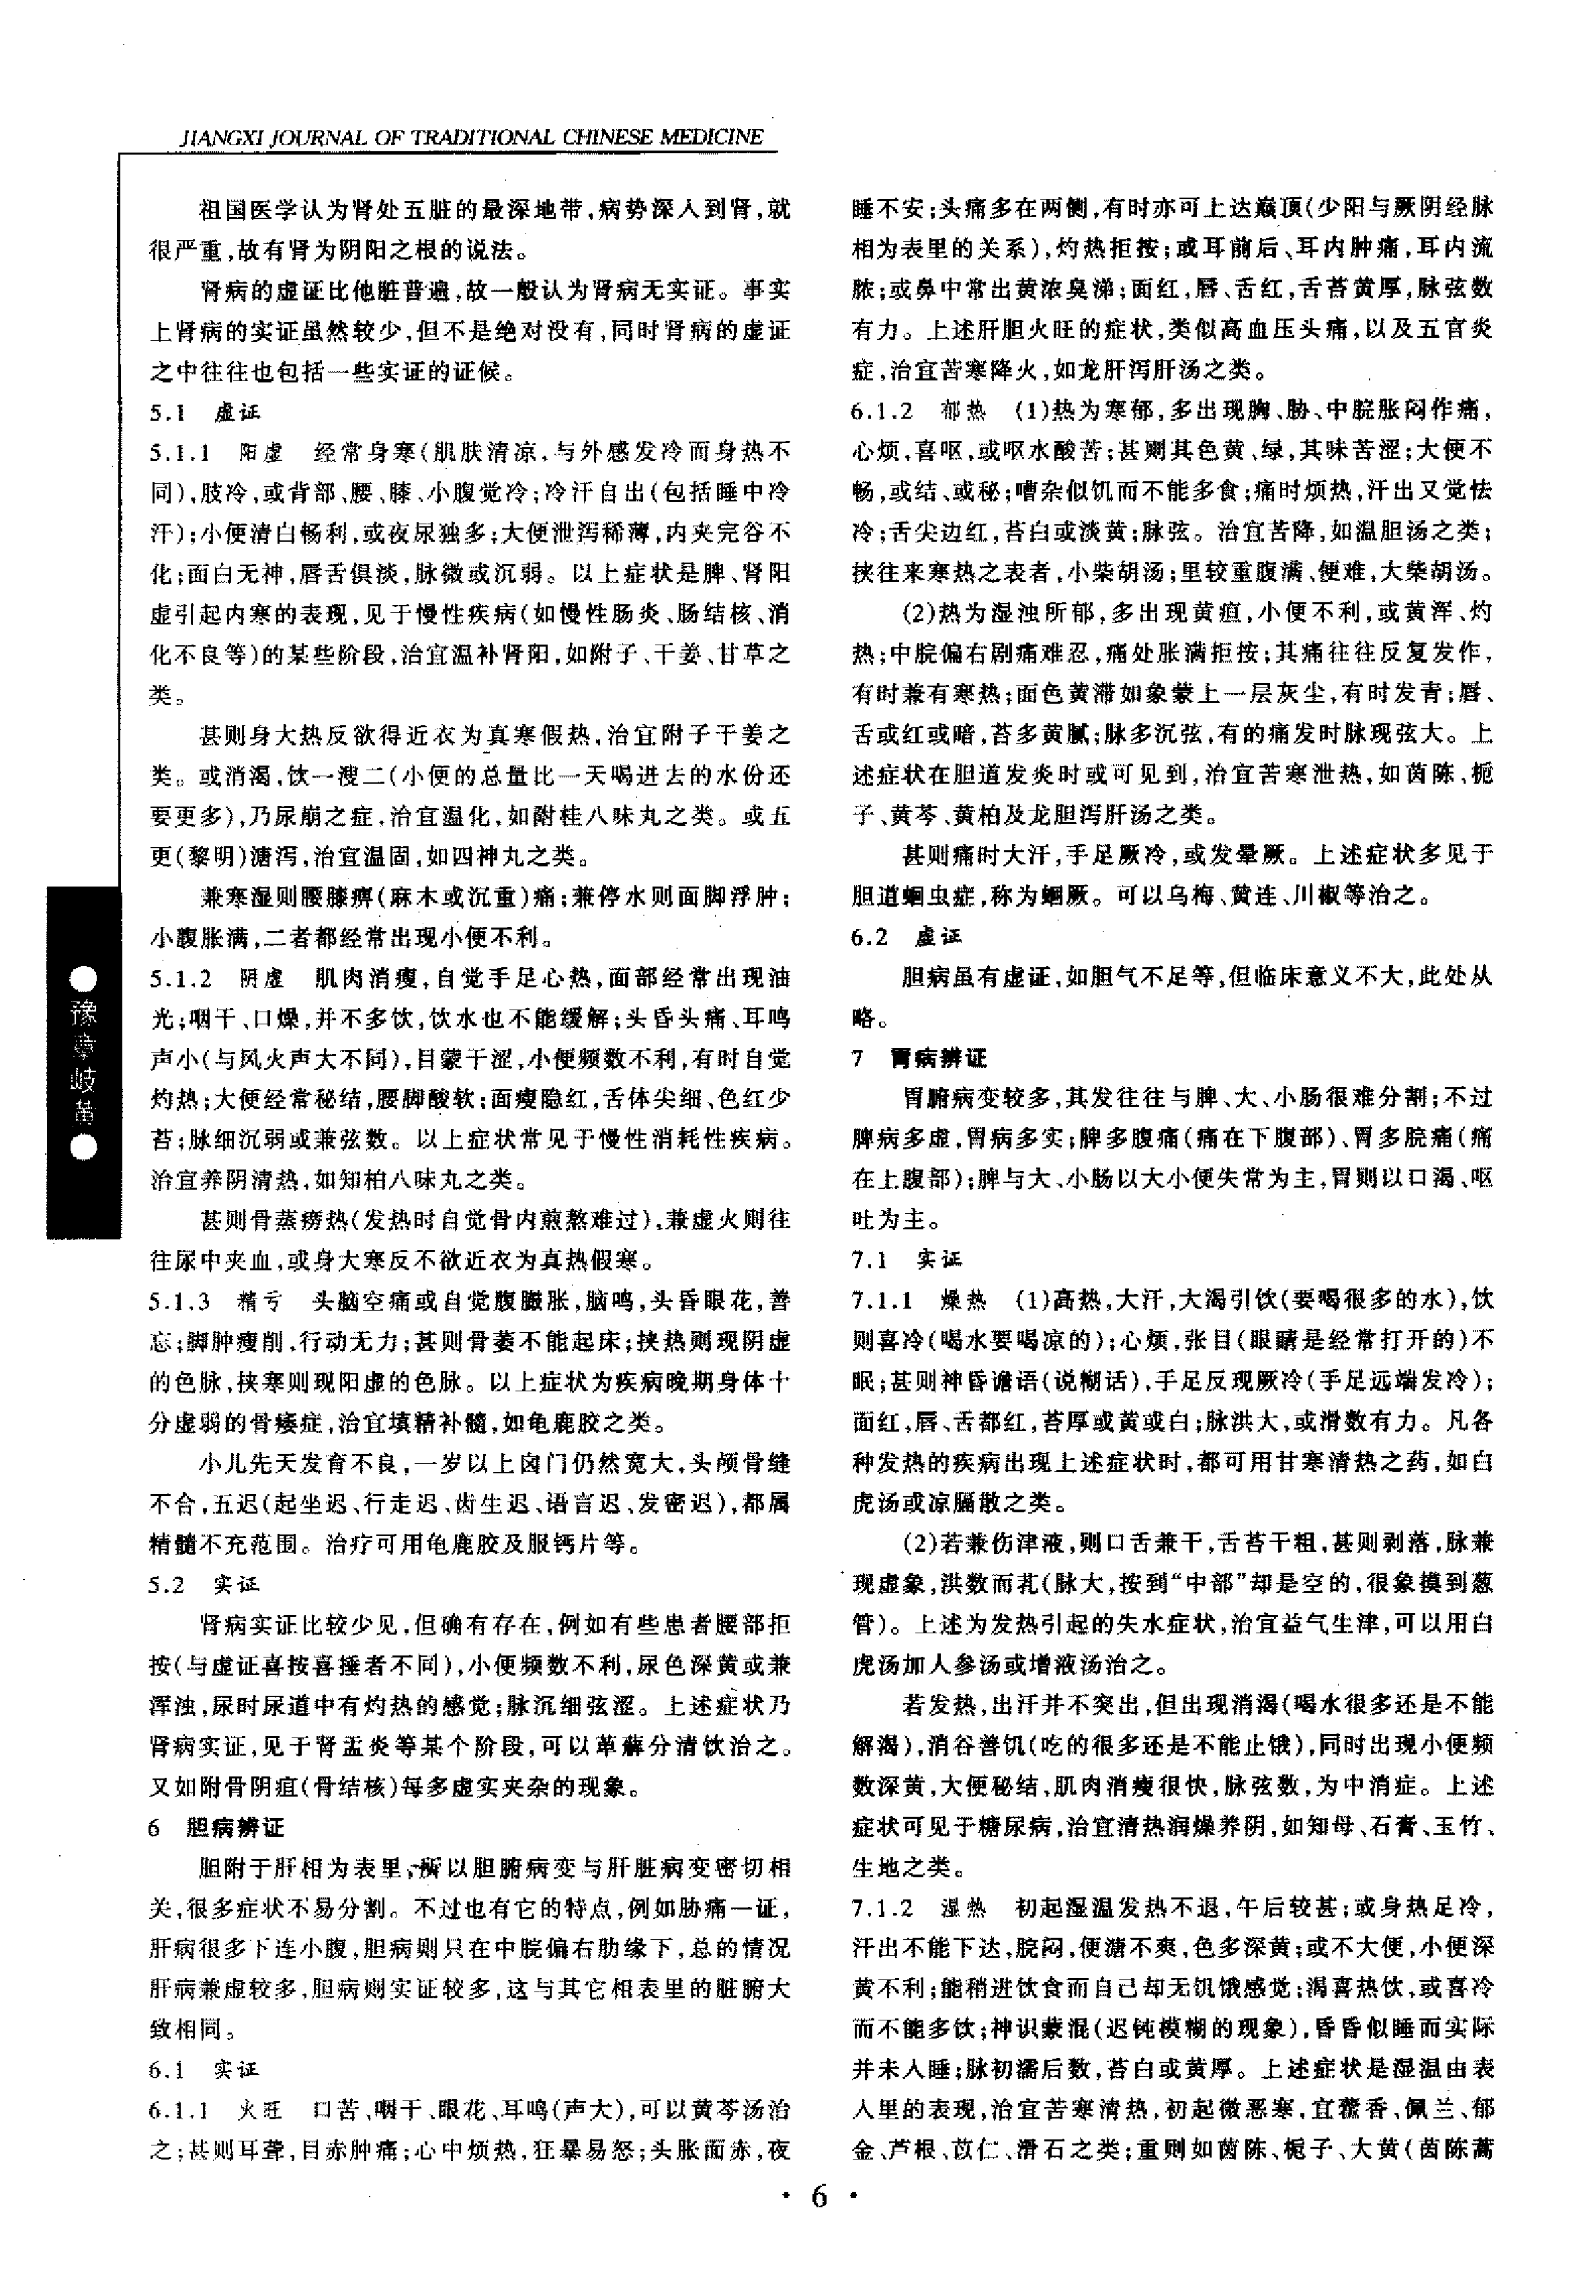 JIANGXI JOURNAL OF TRADITIONAL CHINESE MEDICINE
祖国医学认为肾处五脏的最深地带,病势深入到肾,就
很严重,故有肾为阴阳之根的说法。
肾病的虚证比他脏普遍,故一般认为肾病无实证。事实
上肾病的实证虽然较少,但不是绝对没有,同时肾病的虚证
之中往往也包括一些实证的证候。
5.1 虚证
5.1.1 阳虚 经常身寒(肌肤清凉,与外感发冷而身热不
同),肢冷,或背部、腰、膝、小腹觉冷;冷汗自出(包括睡中冷
汗);小便清白畅利,或夜尿独多;大便泄泻稀薄,内夹完谷不
化;面白无神,唇舌俱淡,脉微或沉弱。以上症状是脾、肾阳
虚引起内寒的表现,见于慢性疾病(如慢性肠炎、肠结核、消
化不良等)的某些阶段,治宜温补肾阳,如附子、干姜、甘草之
类。
甚则身大热反欲得近衣为真寒假热,治宜附子干姜之
类。或消渴,饮一溲二(小便的总量比一天喝进去的水份还
要更多),乃尿崩之症,治宜温化,如附桂八味丸之类。或五
更(黎明)溏泻,治宜温固,如四神丸之类。
兼寒湿则腰膝痹(麻木或沉重)痛;兼停水则面脚浮肿;
小腹胀满,二者都经常出现小便不利。
5.1.2 阴虚 肌肉消瘦,自觉手足心热,面部经常出现油
光;咽干、口燥,并不多饮,饮水也不能缓解;头昏头痛、耳鸣
声小(与风火声大不同),目蒙干涩,小便频数不利,有时自觉
灼热;大便经常秘结,腰脚酸软;面瘦隐红,舌体尖细、色红少
苔;脉细沉弱或兼弦数。以上症状常见于慢性消耗性疾病。
治宜养阴清热,如知柏八味丸之类。
甚则骨蒸痨热(发热时自觉骨内煎熬难过),兼虚火则往
往尿中夹血,或身大寒反不欲近衣为真热假寒。
5.1.3 精亏 头脑空痛或自觉腹膜胀,脑鸣,头昏眼花,善
忘;脚肿瘦削,行动无力;甚则骨萎不能起床;挟热则现阴虚
的色脉,挟寒则现阳虚的色脉。以上症状为疾病晚期身体十
分虚弱的骨痿症,治宜填精补髓,如龟鹿胶之类。
小儿先天发育不良,一岁以上囟门仍然宽大,头颅骨缝
不合,五迟(起坐迟、行走迟、齿生迟、语言迟、发密迟),都属
精髓不充范围。治疗可用龟鹿胶及服钙片等。
5.2 实证
肾病实证比较少见,但确有存在,例如有些患者腰部拒
按(与虚证喜按喜捶者不同),小便频数不利,尿色深黄或兼
浑浊,尿时尿道中有灼热的感觉;脉沉细弦涩。上述症状乃
肾病实证,见于肾盂炎等某个阶段,可以萆薢分清饮治之。
又如附骨阴疽(骨结核)每多虚实夹杂的现象。
6 胆病辨证
胆附于肝相为表里,所以胆腑病变与肝脏病变密切相
关,很多症状不易分割。不过也有它的特点,例如胁痛一证,
肝病很多下连小腹,胆病则只在中脘偏右肋缘下,总的情况
肝病兼虚较多,胆病则实证较多,这与其它相表里的脏腑大
致相同。
6.1 实证
6.1.1 火旺 口苦、咽干、眼花、耳鸣(声大),可以黄芩汤治
之;甚则耳聋,目赤肿痛;心中烦热,狂暴易怒;头胀面赤,夜
睡不安;头痛多在两侧,有时亦可上达巅顶(少阳与厥阴经脉
相为表里的关系),灼热拒按;或耳前后、耳内肿痛,耳内流
脓;或鼻中常出黄浓臭涕;面红,唇、舌红,舌苔黄厚,脉弦数
有力。上述肝胆火旺的症状,类似高血压头痛,以及五官炎
症,治宜苦寒降火,如龙肝泻肝汤之类。
6.1.2 郁热 (1)热为寒郁,多出现胸、胁、中脘胀闷作痛,
心烦,喜呕,或呕水酸苦;甚则其色黄、绿,其味苦涩;大便不
畅,或结、或秘;嘈杂似饥而不能多食;痛时烦热,汗出又觉怯
冷;舌尖边红,苔白或淡黄;脉弦。治宜苦降,如温胆汤之类;
挟往来寒热之表者,小柴胡汤;里较重腹满、便难,大柴胡汤。
(2)热为湿浊所郁,多出现黄疸,小便不利,或黄浑、灼
热;中脘偏右剧痛难忍,痛处胀满拒按;其痛往往反复发作,
有时兼有寒热;面色黄滞如象蒙上一层灰尘,有时发青;唇、
舌或红或暗,苔多黄腻;脉多沉弦,有的痛发时脉现弦大。上
述症状在胆道发炎时或可见到,治宜苦寒泄热,如茵陈、栀
子、黄芩、黄柏及龙胆泻肝汤之类。
甚则痛时大汗,手足厥冷,或发晕厥。上述症状多见于
胆道蛔虫症,称为蛔厥。可以乌梅、黄连、川椒等治之。
6.2 虚证
胆病虽有虚证,如胆气不足等,但临床意义不大,此处从
略。
7 胃病辨证
胃腑病变较多,其发往往与脾、大、小肠很难分割;不过
脾病多虚,胃病多实;脾多腹痛(痛在下腹部)、胃多脘痛(痛
在上腹部);脾与大、小肠以大小便失常为主,胃则以口渴、呕
吐为主。
7.1 实证
7.1.1 燥热 (1)高热,大汗,大渴引饮(要喝很多的水),饮
则喜冷(喝水要喝凉的);心烦,张目(眼睛是经常打开的)不
眠;甚则神昏谵语(说糊话),手足反现厥冷(手足远端发冷);
面红,唇、舌都红,苔厚或黄或白;脉洪大,或滑数有力。凡各
种发热的疾病出现上述症状时,都可用甘寒清热之药,如白
虎汤或凉膈散之类。
(2)若兼伤津液,则口舌兼干,舌苔干粗,甚则剥落,脉兼
现虚象,洪数而芤(脉大,按到“中部”却是空的,很象摸到葱
管)。上述为发热引起的失水症状,治宜益气生津,可以用白
虎汤加人参汤或增液汤治之。
若发热,出汗并不突出,但出现消渴(喝水很多还是不能
解渴),消谷善饥(吃的很多还是不能止饿),同时出现小便频
数深黄,大便秘结,肌肉消瘦很快,脉弦数,为中消症。上述
症状可见于糖尿病,治宜清热润燥养阴,如知母、石膏、玉竹、
生地之类。
7.1.2 湿热 初起湿温发热不退,午后较甚;或身热足冷,
汗出不能下达,脘闷,便溏不爽,色多深黄;或不大便,小便深
黄不利;能稍进饮食而自己却无饥饿感觉;渴喜热饮,或喜冷
而不能多饮;神识蒙混(迟钝模糊的现象),昏昏似睡而实际
并未入睡;脉初濡后数,苔白或黄厚。上述症状是湿温由表
入里的表现,治宜苦寒清热,初起微恶寒,宜藿香、佩兰、郁
金、芦根、苡仁、滑石之类;重则如茵陈、栀子、大黄(茵陈蒿
●豫章岐黄●
· 6 ·